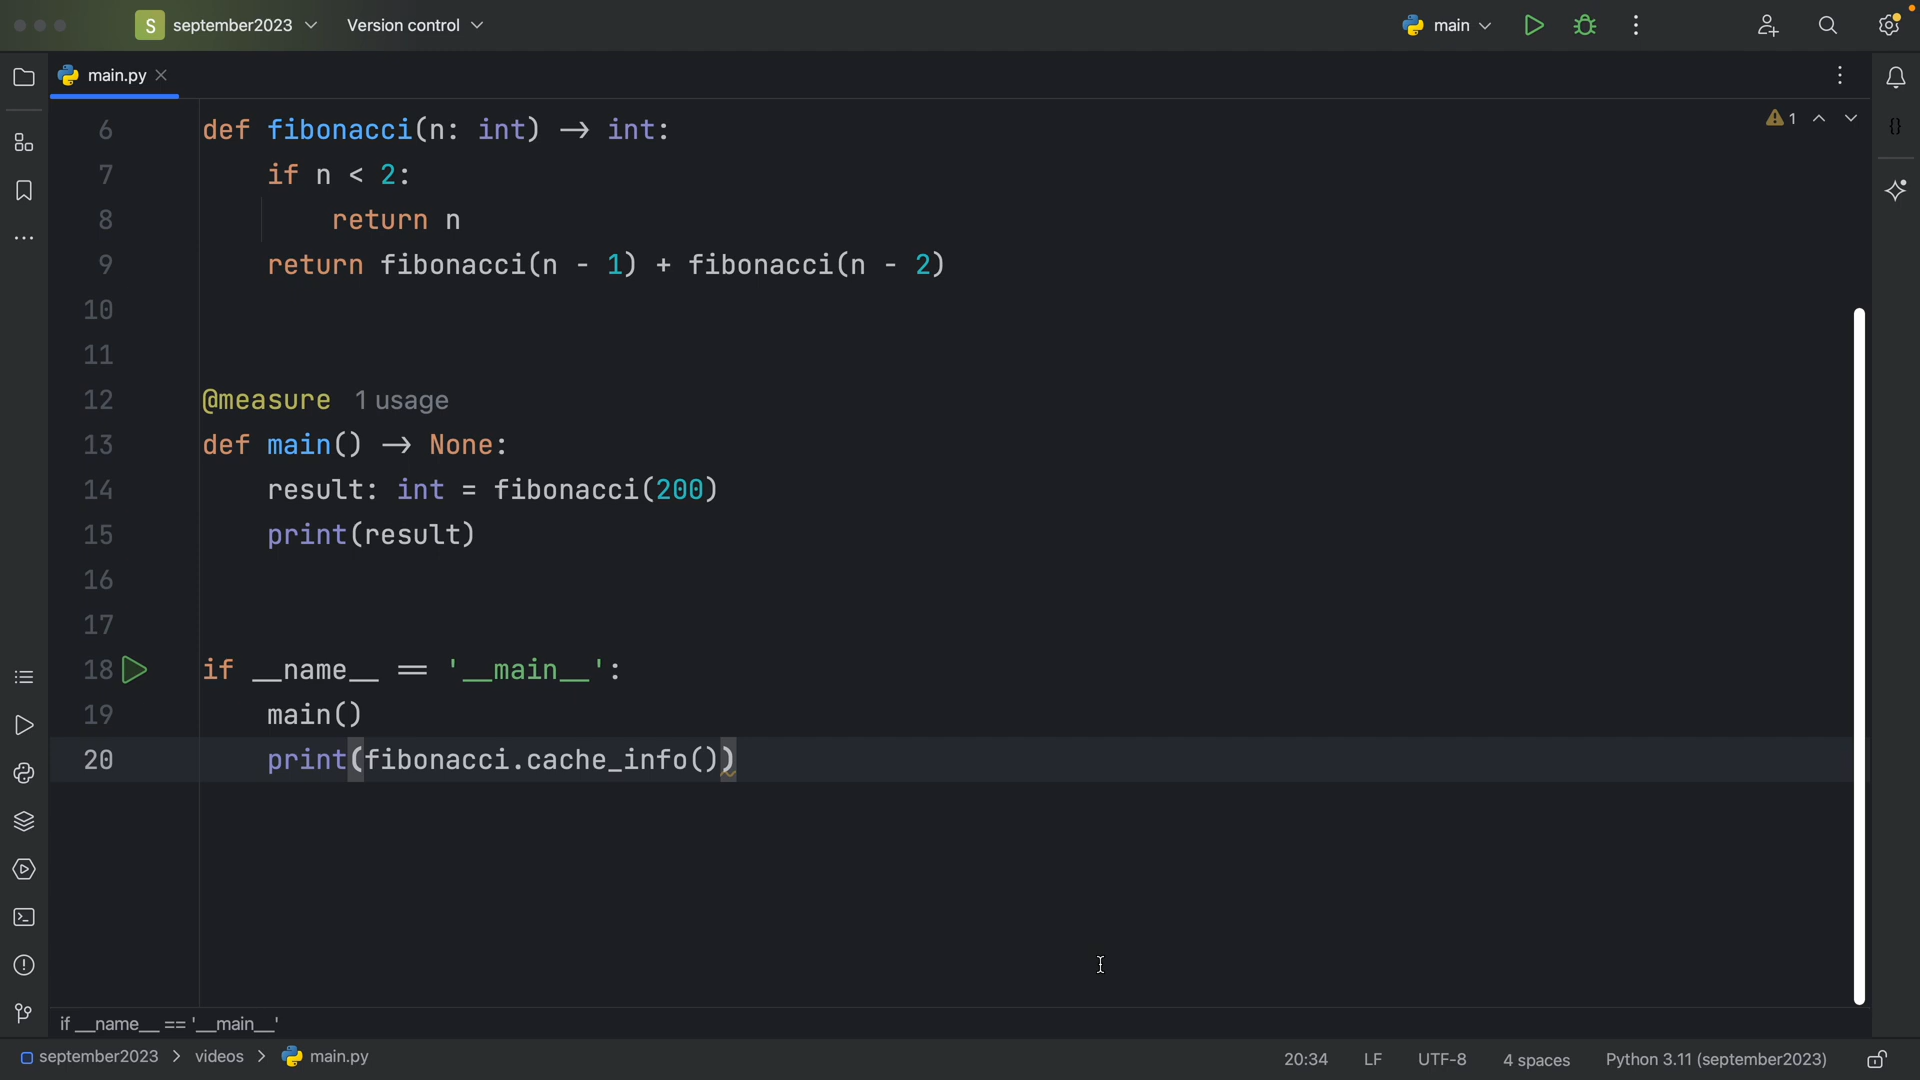 S september2023 Version control main
main.py
1
6 def fibonacci(n: int) → int:
7 if n < 2:
8 return n
9 return fibonacci(n - 1) + fibonacci(n - 2)
10
11
12 @measure 1 usage
13 def main() → None:
14 result: int = fibonacci(200)
15 print(result)
16
17
18 if __name__ == '__main__':
19 main()
20 print(fibonacci.cache_info())
if __name__ == '__main__'
september2023 > videos > main.py 20:34 LF UTF-8 4 spaces Python 3.11 (september2023)